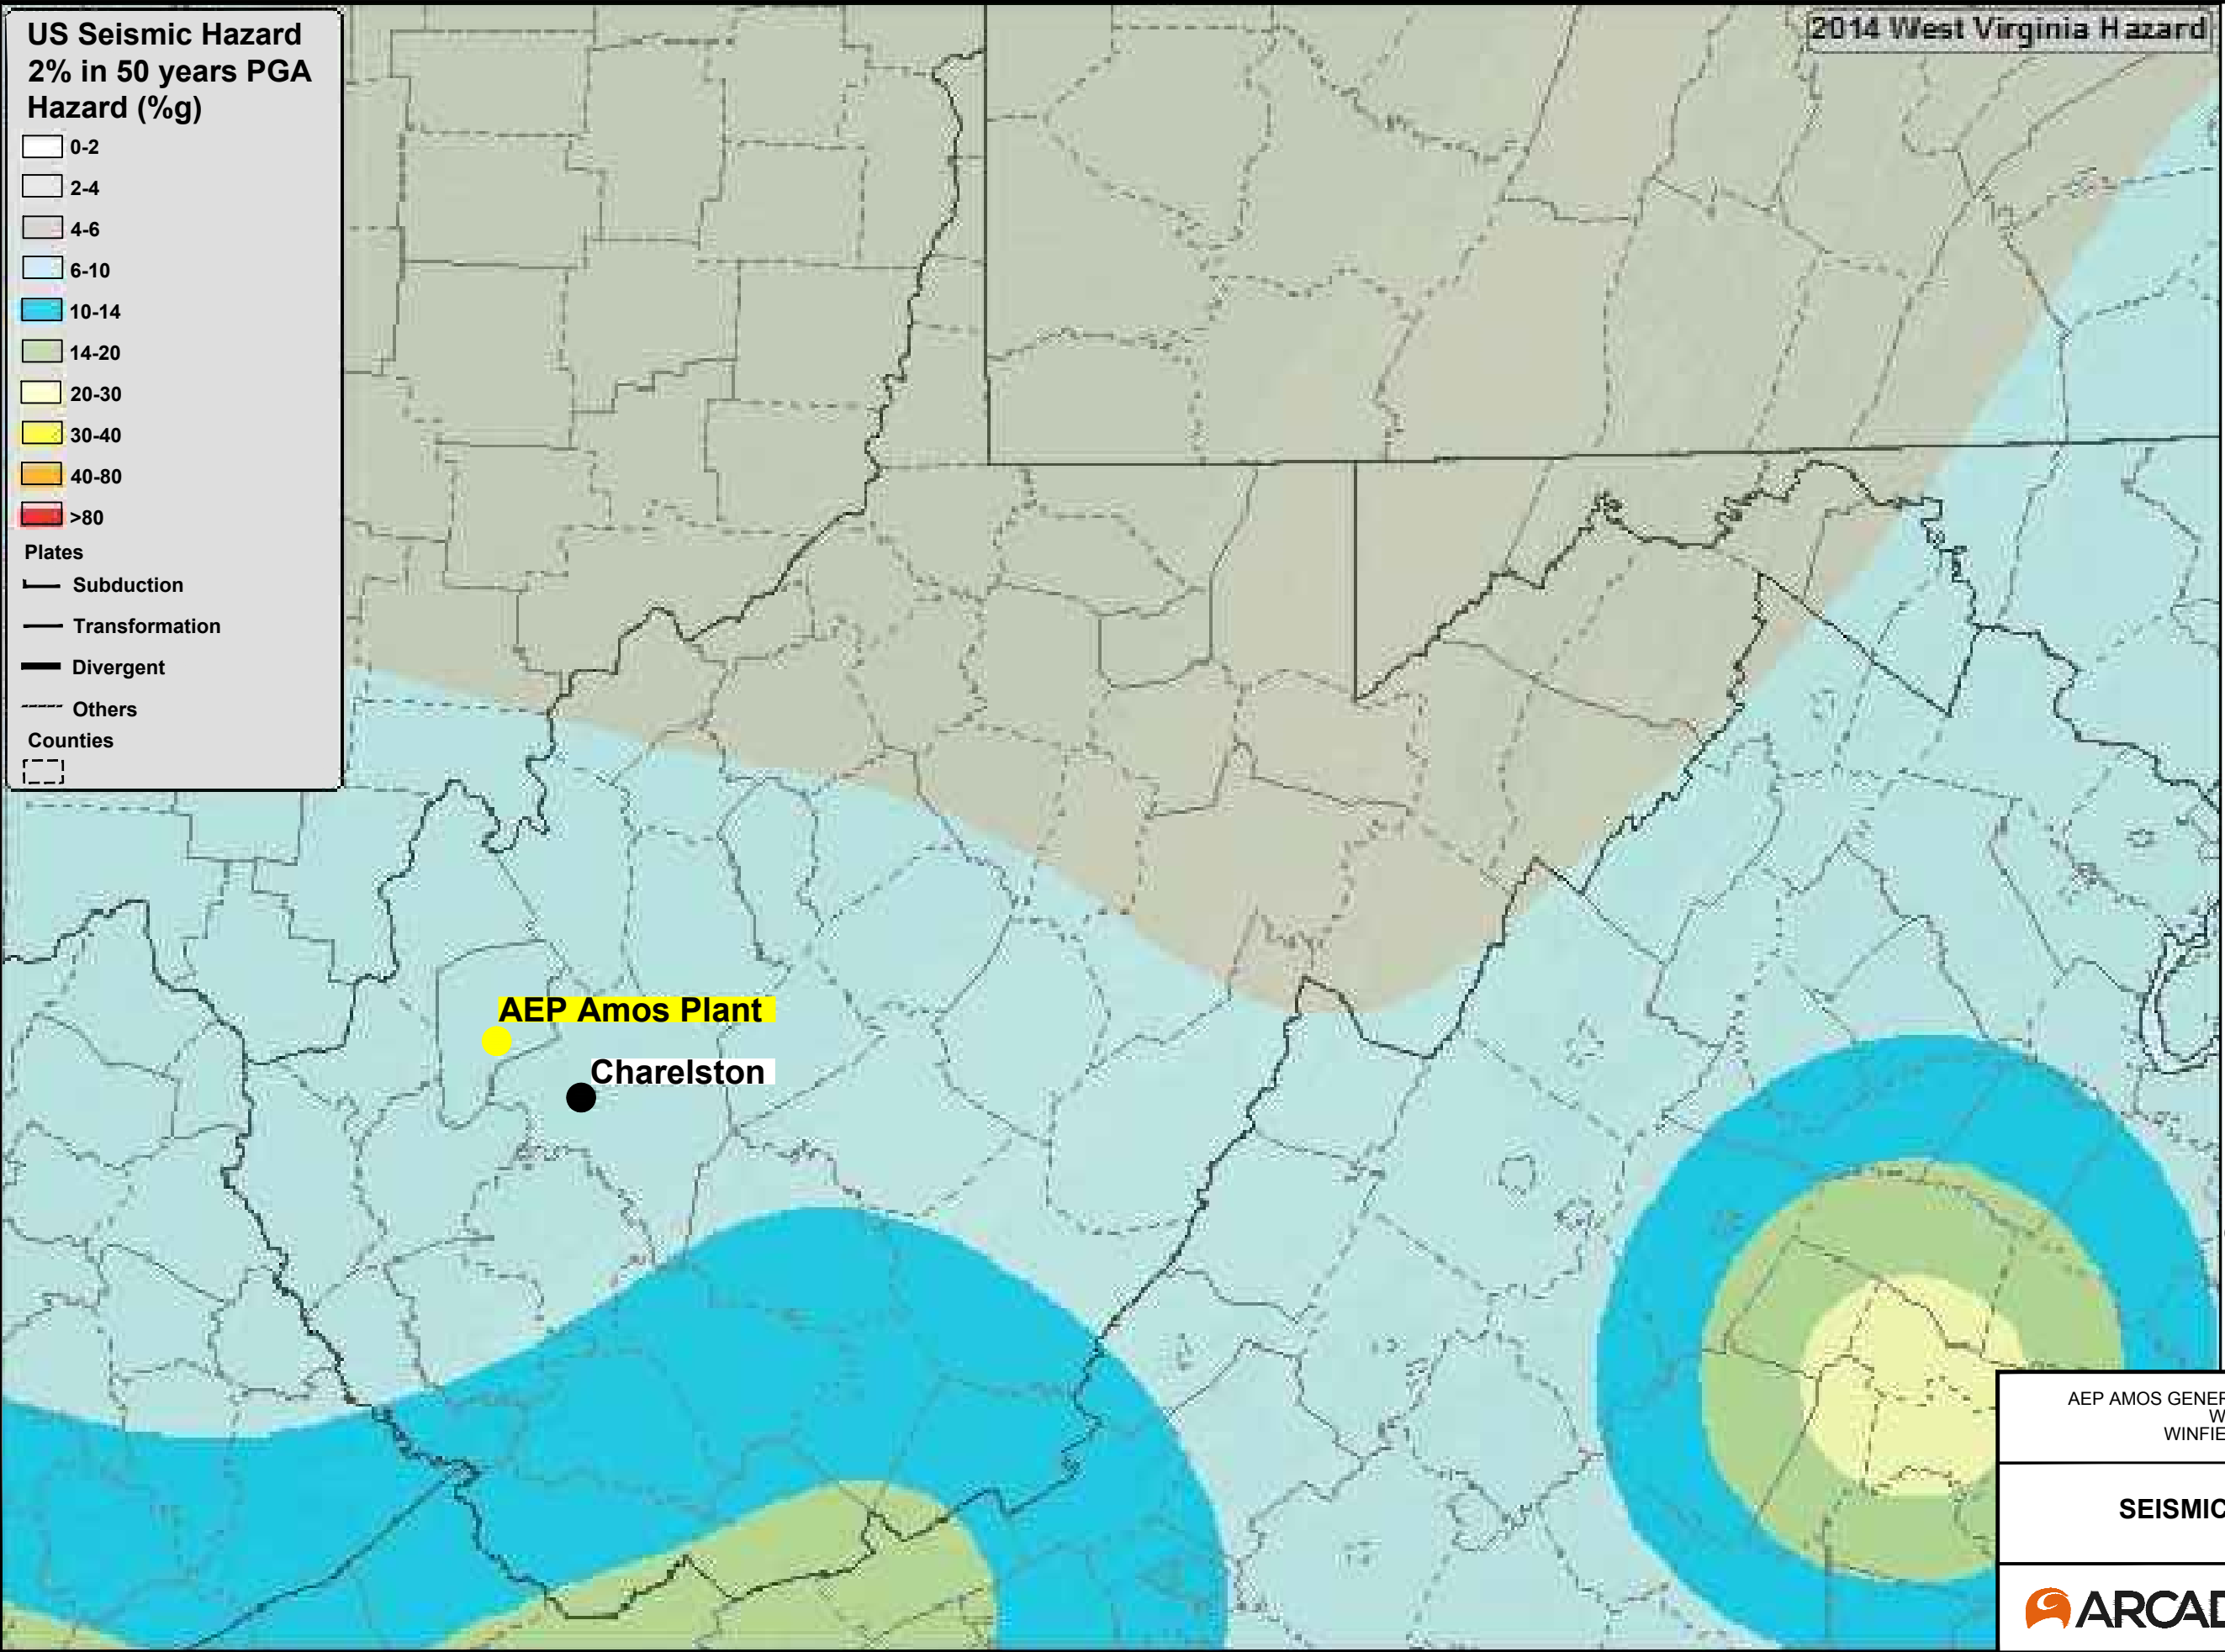 US Seismic Hazard
2% in 50 years PGA
Hazard (%g)
0-2
2-4
4-6
6-10
10-14
14-20
20-30
30-40
40-80
>80
Plates
Subduction
Transformation
Divergent
Others
Counties
2014 West Virginia Hazard
AEP Amos Plant
Charelston
AEP AMOS GENER
W
WINFIE
SEISMIC
ARCAD